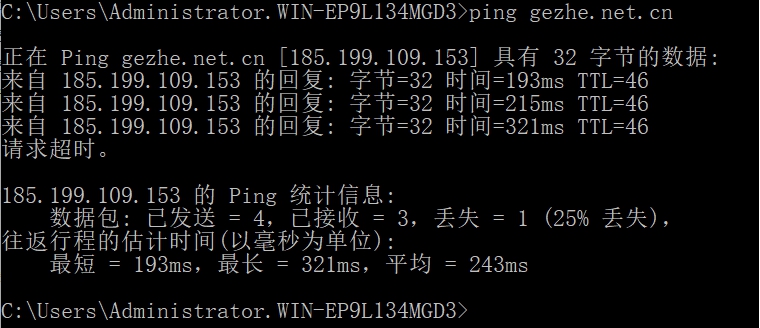 C:\Users\Administrator.WIN-EP9L134MGD3>ping gezhe.net.cn
正在 Ping gezhe.net.cn [185.199.109.153] 具有 32 字节的数据:
来自 185.199.109.153 的回复: 字节=32 时间=193ms TTL=46
来自 185.199.109.153 的回复: 字节=32 时间=215ms TTL=46
来自 185.199.109.153 的回复: 字节=32 时间=321ms TTL=46
请求超时。
185.199.109.153 的 Ping 统计信息:
    数据包: 已发送 = 4，已接收 = 3，丢失 = 1 (25% 丢失)，
往返行程的估计时间(以毫秒为单位):
    最短 = 193ms，最长 = 321ms，平均 = 243ms
C:\Users\Administrator.WIN-EP9L134MGD3>